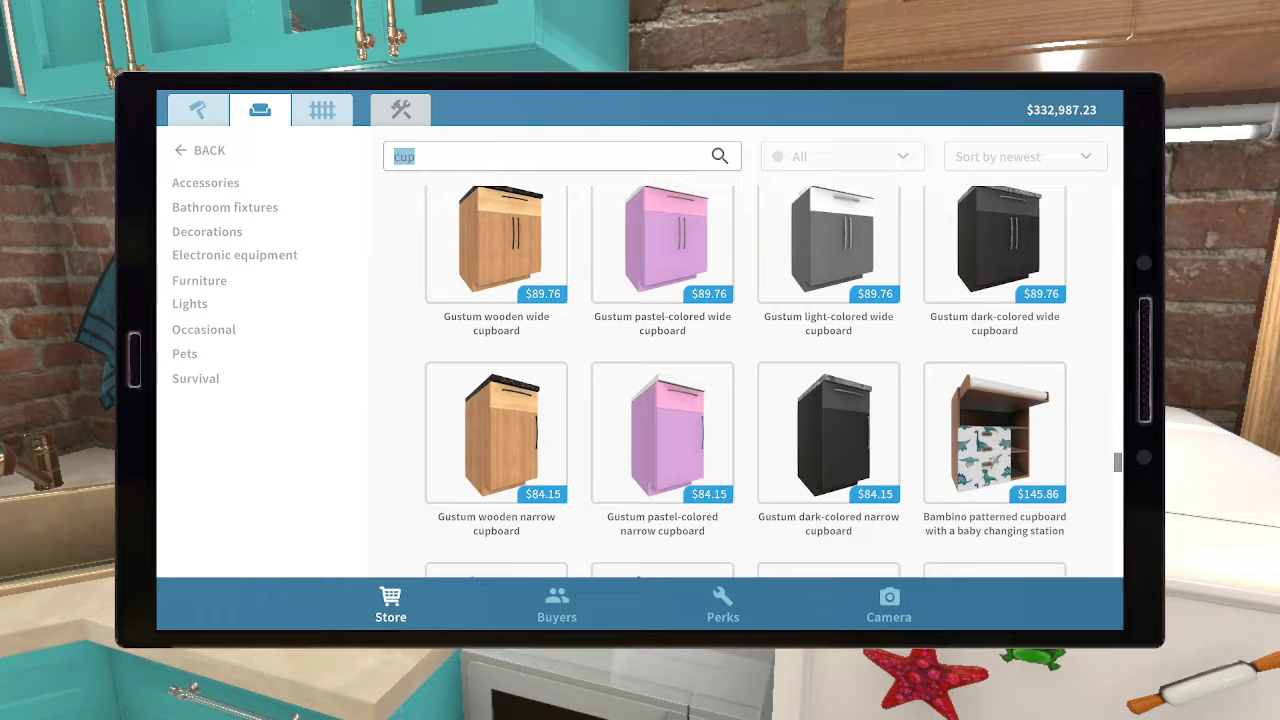 $332,987.23
BACK
cup
All
Sort by newest
Accessories
Bathroom fixtures
Decorations
Electronic equipment
Furniture
Lights
Occasional
Pets
Survival
$89.76
$89.76
$89.76
$89.76
Gustum wooden wide
cupboard
Gustum pastel-colored wide
cupboard
Gustum light-colored wide
cupboard
Gustum dark-colored wide
cupboard
$84.15
$84.15
$84.15
$145.86
Gustum wooden narrow
cupboard
Gustum pastel-colored
narrow cupboard
Gustum dark-colored narrow
cupboard
Bambino patterned cupboard
with a baby changing station
Store
Buyers
Perks
Camera